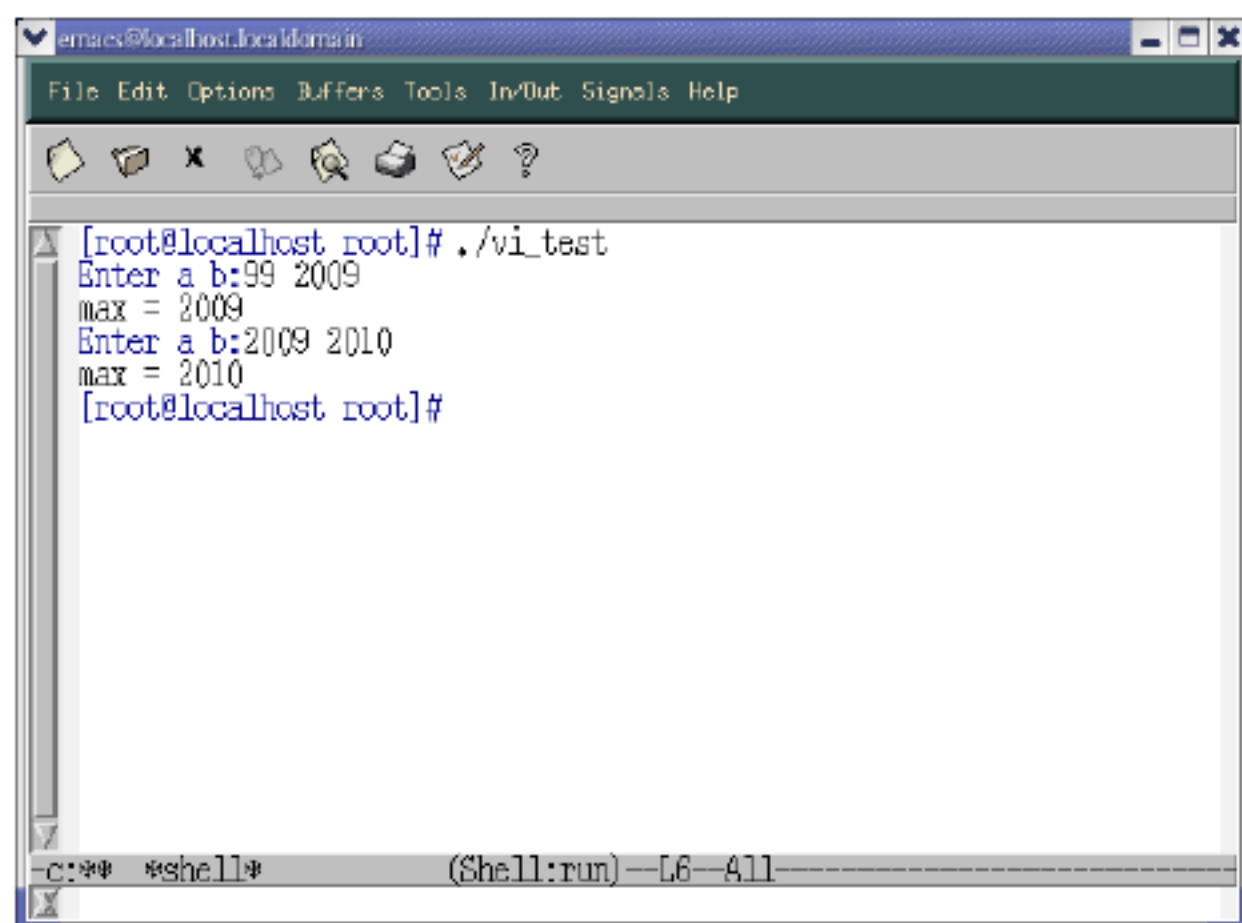 emacs@localhost.localdomain
File Edit Options Buffers Tools In/Out Signals Help
[root@localhost root]# ./vi_test
Enter a b:99 2009
max = 2009
Enter a b:2009 2010
max = 2010
[root@localhost root]#
-c:** *shell* (Shell:run)--L6--All----------------------------